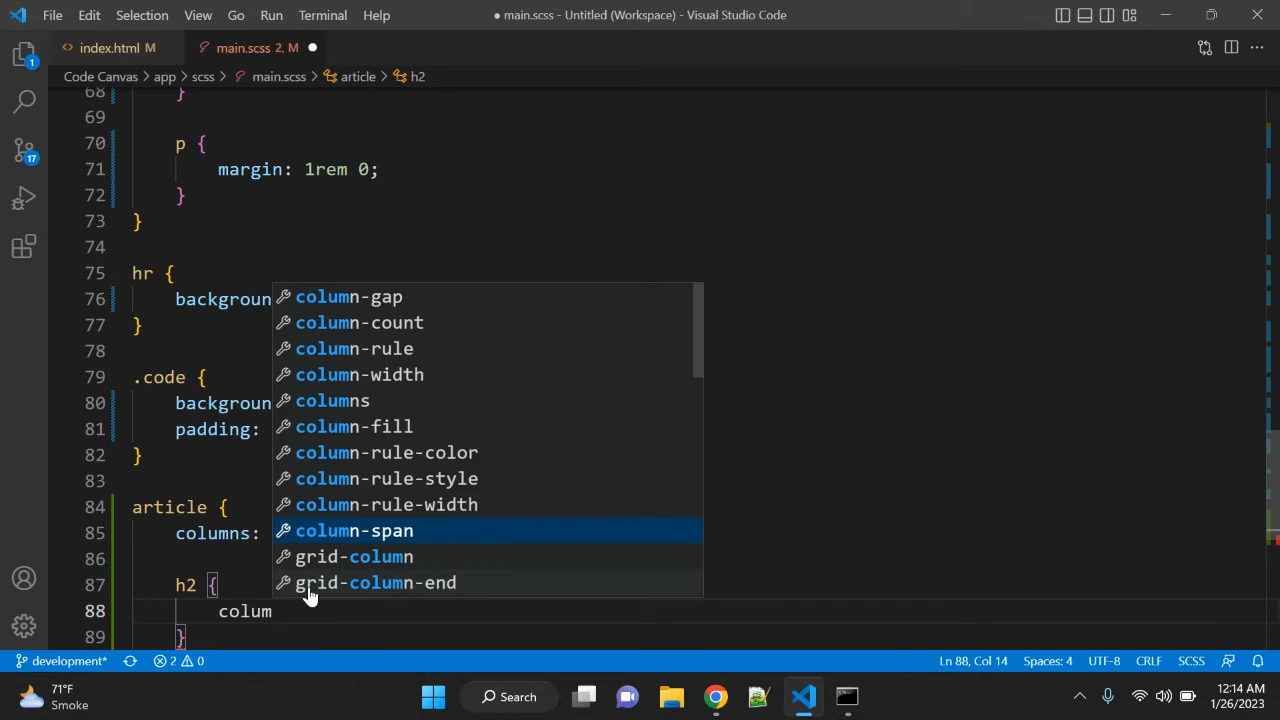 File Edit Selection View Go Run Terminal Help ● main.scss - Untitled (Workspace) - Visual Studio Code
<> index.html M main.scss 2, M
Code Canvas > app > scss > main.scss > article > h2
68 }
69
70 p {
71 margin: 1rem 0;
72 }
73 }
74
75 hr {
76 backgroun
77 }
78
79 .code {
80 backgroun
81 padding:
82 }
83
84 article {
85 columns:
86
87 h2 {
88 colum
89 }
column-gap
column-count
column-rule
column-width
columns
column-fill
column-rule-color
column-rule-style
column-rule-width
column-span
grid-column
grid-column-end
1
17
development* 2 0 Ln 88, Col 14 Spaces: 4 UTF-8 CRLF SCSS
71°F
Smoke
Search
12:14 AM
1/26/2023